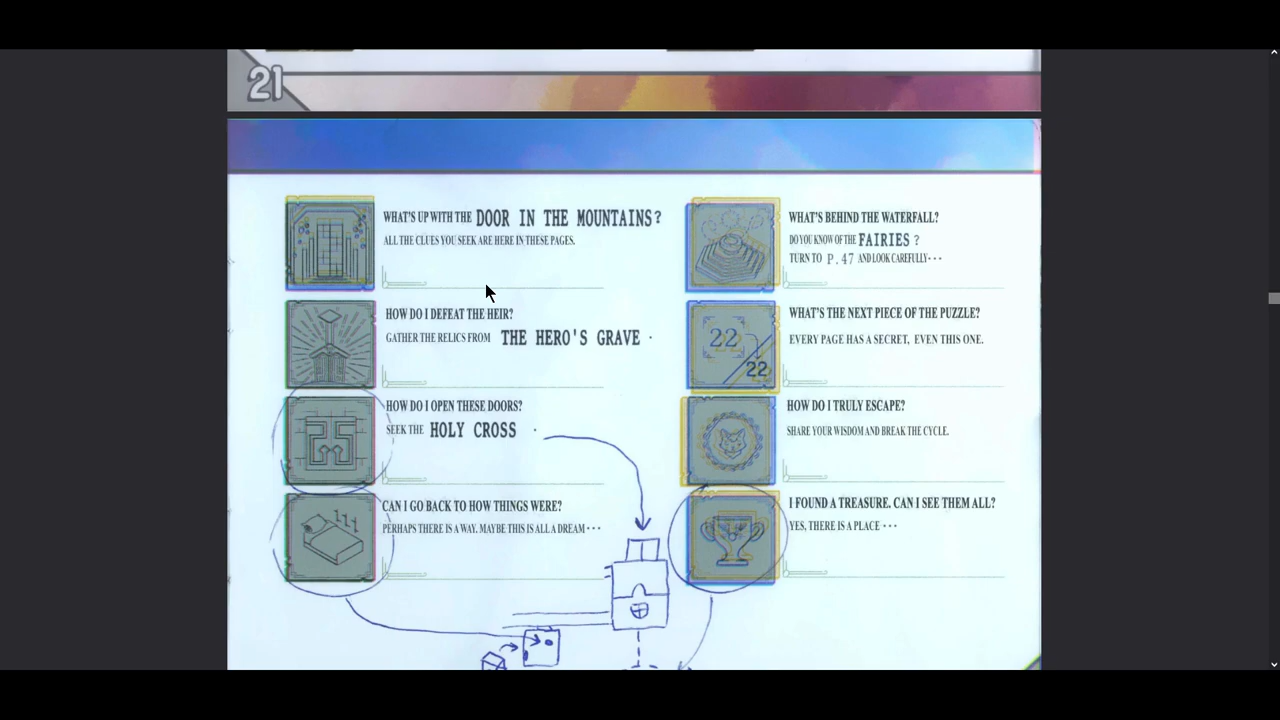 21
WHAT'S UP WITH THE DOOR IN THE MOUNTAINS?
ALL THE CLUES YOU SEEK ARE HERE IN THESE PAGES.
HOW DO I DEFEAT THE HEIR?
GATHER THE RELICS FROM THE HERO'S GRAVE .
HOW DO I OPEN THESE DOORS?
SEEK THE HOLY CROSS .
CAN I GO BACK TO HOW THINGS WERE?
PERHAPS THERE IS A WAY. MAYBE THIS IS ALL A DREAM ...
WHAT'S BEHIND THE WATERFALL?
DO YOU KNOW OF THE FAIRIES ?
TURN TO P.47 AND LOOK CAREFULLY...
22
22
WHAT'S THE NEXT PIECE OF THE PUZZLE?
EVERY PAGE HAS A SECRET, EVEN THIS ONE.
HOW DO I TRULY ESCAPE?
SHARE YOUR WISDOM AND BREAK THE CYCLE.
I FOUND A TREASURE. CAN I SEE THEM ALL?
YES, THERE IS A PLACE ...